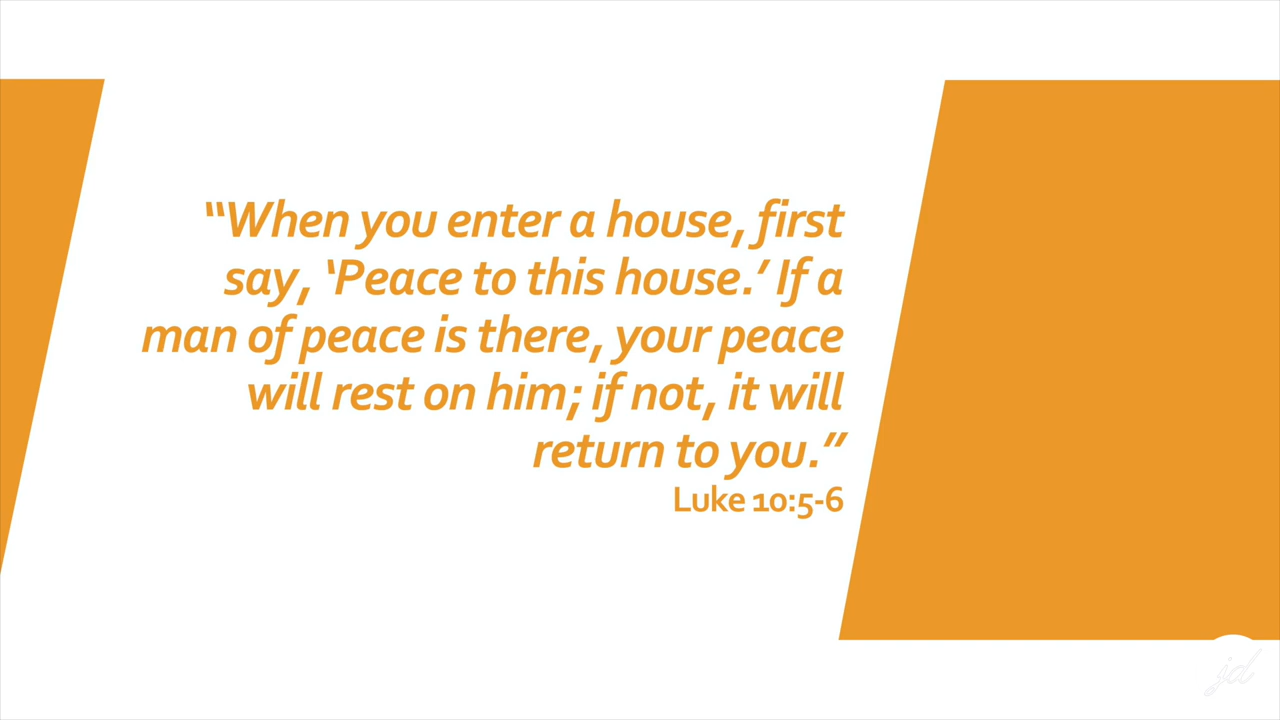 “When you enter a house, first
say, ‘Peace to this house.’ If a
man of peace is there, your peace
will rest on him; if not, it will
return to you.”
Luke 10:5-6
jd